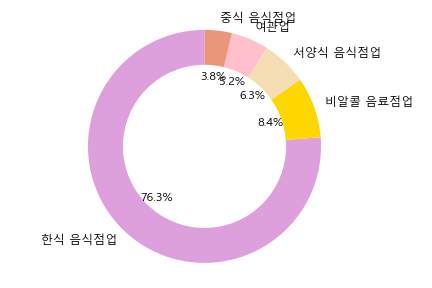 중식 음식점업
여관업
서양식 음식점업
비알콜 음료점업
한식 음식점업
3.8%
5.2%
6.3%
8.4%
76.3%